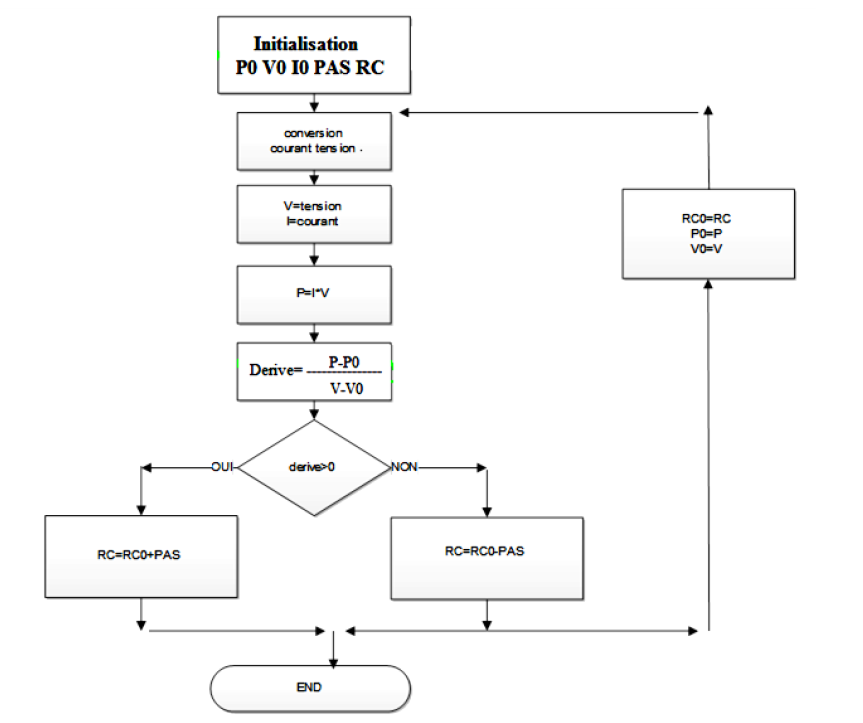 Initialisation
P0 V0 I0 PAS RC
conversion
courant tension .
V=tension
I=courant
P=I*V
Derive= P-P0
V-V0
derive>0
OUI
NON
RC=RC0+PAS
RC=RC0-PAS
RC0=RC
P0=P
V0=V
END